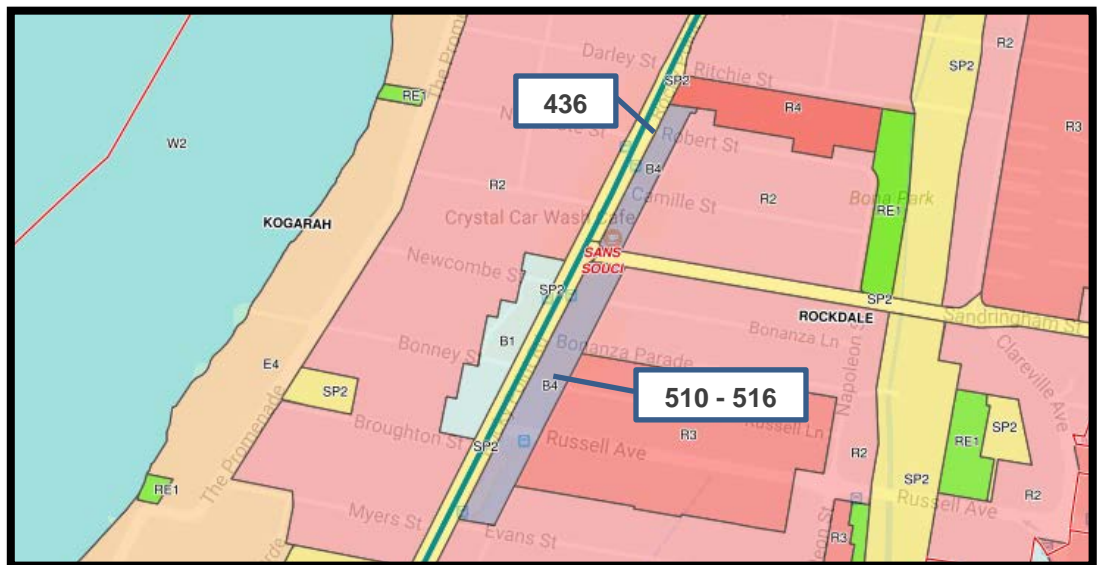 R2
SP2
Darley St
SP2
Ritchie St
The Promenade
RE1
436
R4
R3
W2
Robert St
B4
R2
Camille St
R2
Bona Park
RE1
Crystal Car Wash Cafe
KOGARAH
SANS
SOUCI
Newcombe St
SP2
SP2
ROCKDALE
Sandringham St
Bonanza Ln
B1
Bonanza Parade
Bonney St
E4
SP2
B4
510 - 516
Napoleon St
Clareville Ave
Broughton St
SP2
Russell Ave
R3
Russell Ln
RE1
SP2
R2
SP2
RE1
The Promenade
Russell Ave
R2
Myers St
Evans St
R3